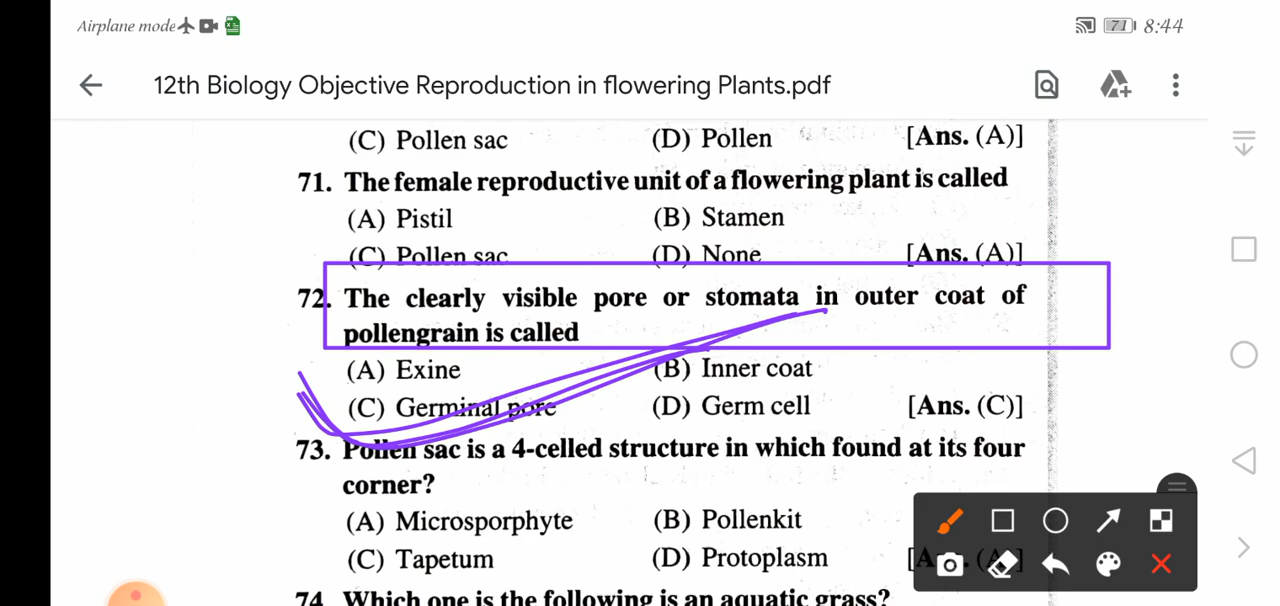 Airplane mode 71 8:44
12th Biology Objective Reproduction in flowering Plants.pdf
(C) Pollen sac (D) Pollen [Ans. (A)]
71. The female reproductive unit of a flowering plant is called
(A) Pistil (B) Stamen
(C) Pollen sac (D) None [Ans. (A)]
72. The clearly visible pore or stomata in outer coat of
pollengrain is called
(A) Exine (B) Inner coat
(C) Germinal pore (D) Germ cell [Ans. (C)]
73. Pollen sac is a 4-celled structure in which found at its four
corner?
(A) Microsporphyte (B) Pollenkit
(C) Tapetum (D) Protoplasm
74. Which one is the following is an aquatic grass?